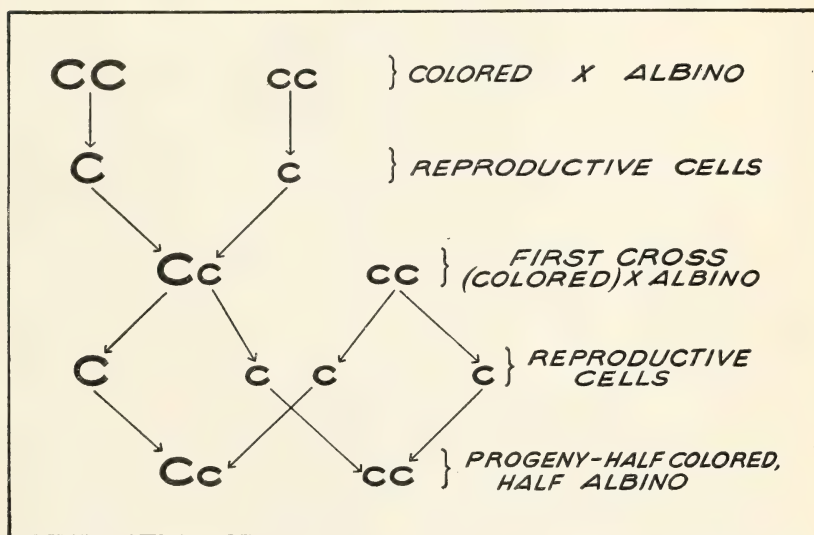 CC cc } COLORED X ALBINO
C c } REPRODUCTIVE CELLS
Cc cc } FIRST CROSS
(COLORED) X ALBINO
C c c c } REPRODUCTIVE
CELLS
Cc cc } PROGENY-HALF COLORED,
HALF ALBINO